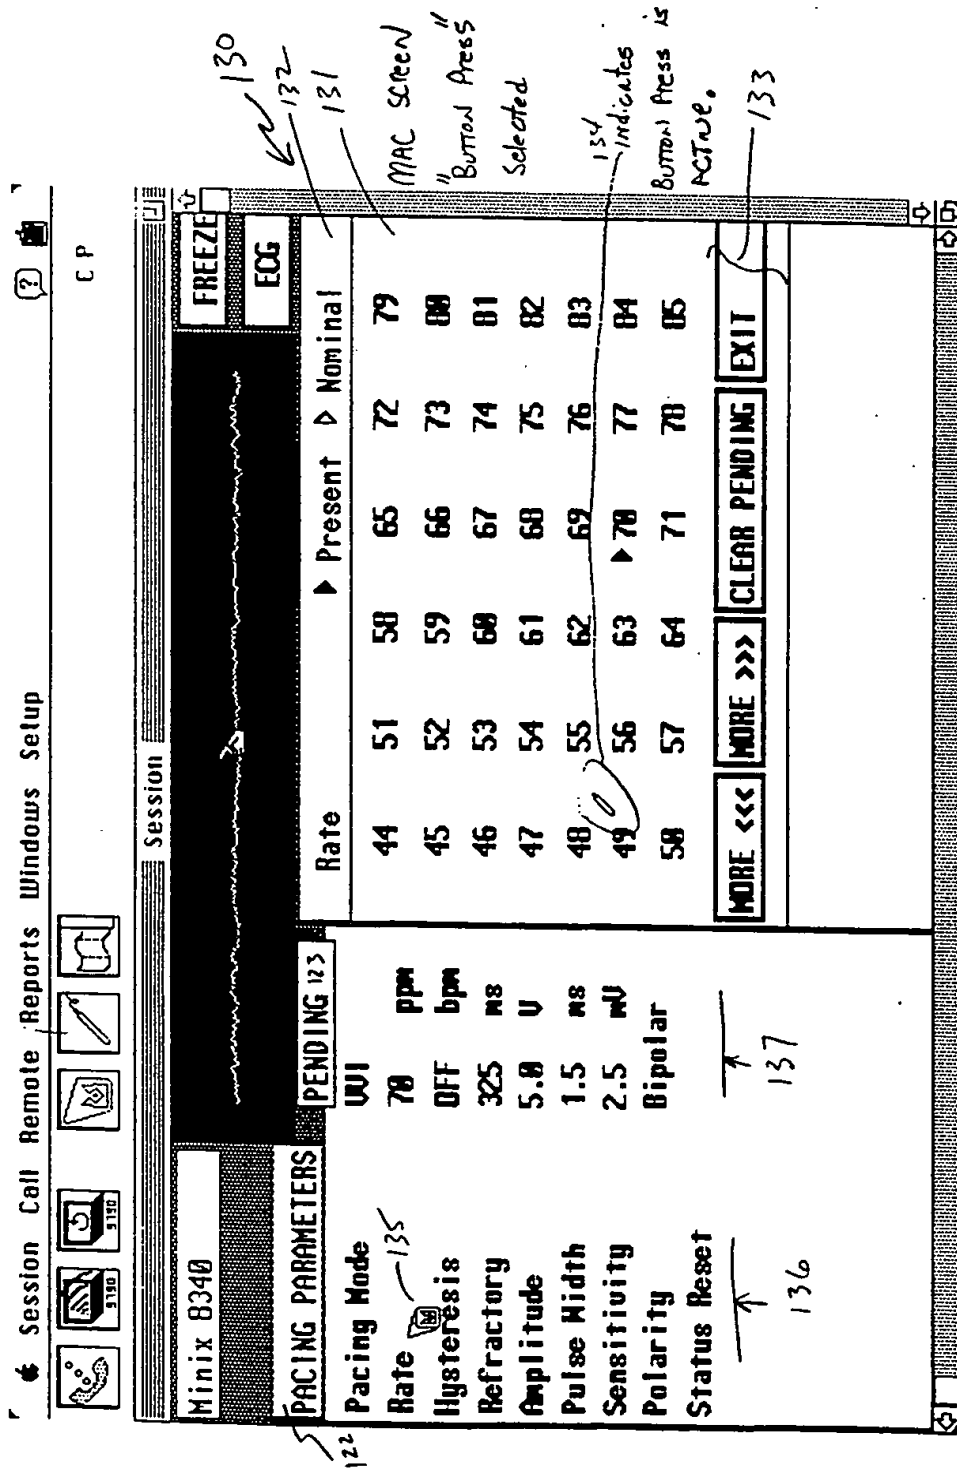 Session Call Remote Reports Windows Setup
?
9190
9190
C P
Session
Minix 8340
FREEZE
ECG
PACING PARAMETERS
PENDING 123
Pacing Mode VVI
Rate 70 ppm
Hysteresis OFF bpm
Refractory 325 ms
Amplitude 5.0 V
Pulse Width 1.5 ms
Sensitivity 2.5 mV
Polarity Bipolar
Status Reset
Rate ▶ Present ▷ Nominal
44 51 58 65 72 79
45 52 59 66 73 80
46 53 60 67 74 81
47 54 61 68 75 82
48 55 62 69 76 83
49 56 63 ▶70 77 84
50 57 64 71 78 85
MORE <<< MORE >>> CLEAR PENDING EXIT
122
135
136
137
130
132
131
MAC SCREEN
"BUTTON Press"
Selected
134
indicates
BUTTON Press is
ACTIVE.
133